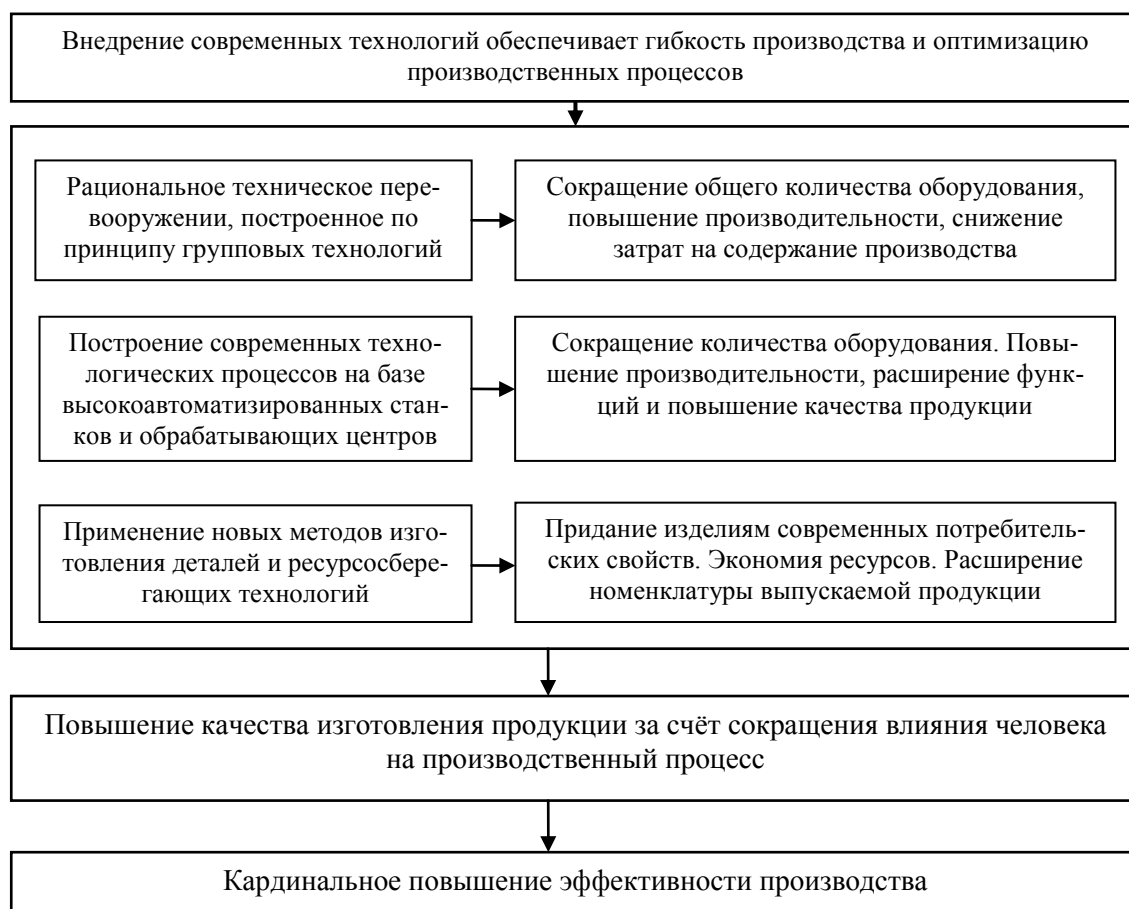 Внедрение современных технологий обеспечивает гибкость производства и оптимизацию
производственных процессов
Рациональное техническое пере-
вооружении, построенное по
принципу групповых технологий
Сокращение общего количества оборудования,
повышение производительности, снижение
затрат на содержание производства
Построение современных техно-
логических процессов на базе
высокоавтоматизированных стан-
ков и обрабатывающих центров
Сокращение количества оборудования. Повы-
шение производительности, расширение функ-
ций и повышение качества продукции
Применение новых методов изго-
товления деталей и ресурсосбере-
гающих технологий
Придание изделиям современных потребитель-
ских свойств. Экономия ресурсов. Расширение
номенклатуры выпускаемой продукции
Повышение качества изготовления продукции за счёт сокращения влияния человека
на производственный процесс
Кардинальное повышение эффективности производства